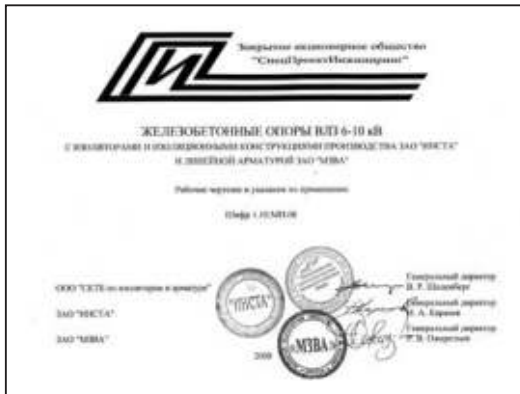 Закрытое акционерное общество
"СпецПроектИнжиниринг"
ЖЕЛЕЗОБЕТОННЫЕ ОПОРЫ ВЛЗ 6-10 кВ
С ИЗОЛЯТОРАМИ И ИЗОЛЯЦИОННЫМИ КОНСТРУКЦИЯМИ ПРОИЗВОДСТВА ЗАО "ИНСТА"
И ЛИНЕЙНОЙ АРМАТУРОЙ ЗАО "МЗВА"
Рабочие чертежи и указания по применению
Шифр
Генеральный директор
ООО "по изоляторам и арматуре"
"ИНСТА"
Генеральный директор
ЗАО "ИНСТА"
Генеральный директор
ЗАО "МЗВА"
МЗВА